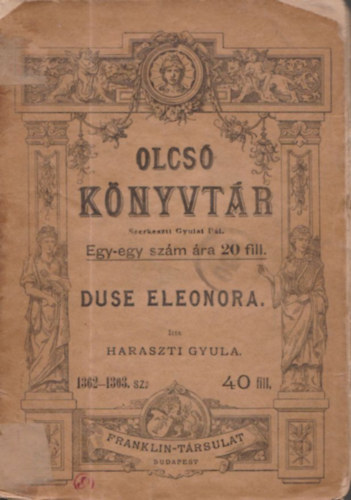 OLCSÓ
KÖNYVTÁR
Szerkeszti Gyulai Pál.
Egy-egy szám ára 20 fill.
DUSE ELEONORA.
Irta
HARASZTI GYULA.
1362–1363. sz. 40 fill.
FRANKLIN-TÁRSULAT
BUDAPEST